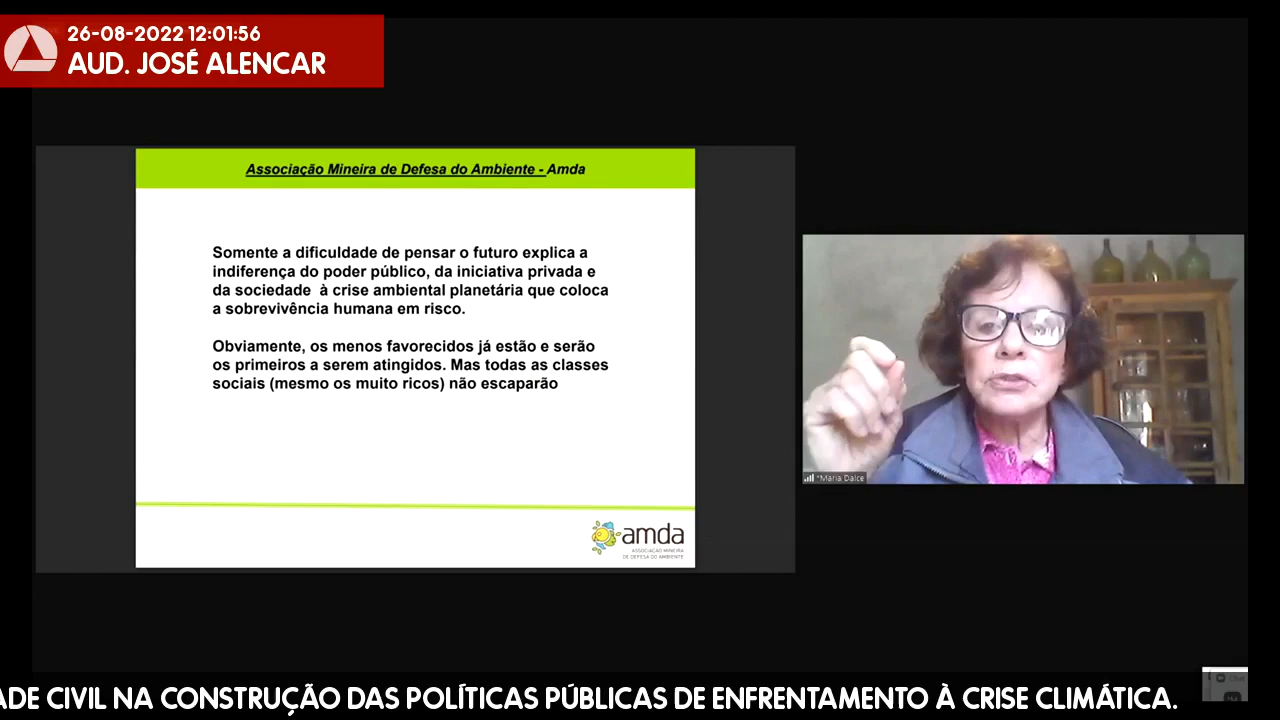 26-08-2022 12:01:56
AUD. JOSÉ ALENCAR
Associação Mineira de Defesa do Ambiente - Amda
Somente a dificuldade de pensar o futuro explica a
indiferença do poder público, da iniciativa privada e
da sociedade à crise ambiental planetária que coloca
a sobrevivência humana em risco.
Obviamente, os menos favorecidos já estão e serão
os primeiros a serem atingidos. Mas todas as classes
sociais (mesmo os muito ricos) não escaparão
amda
ASSOCIAÇÃO MINEIRA
DE DEFESA DO AMBIENTE
*Maria Dalce
Chat
ADE CIVIL NA CONSTRUÇÃO DAS POLÍTICAS PÚBLICAS DE ENFRENTAMENTO À CRISE CLIMÁTICA.